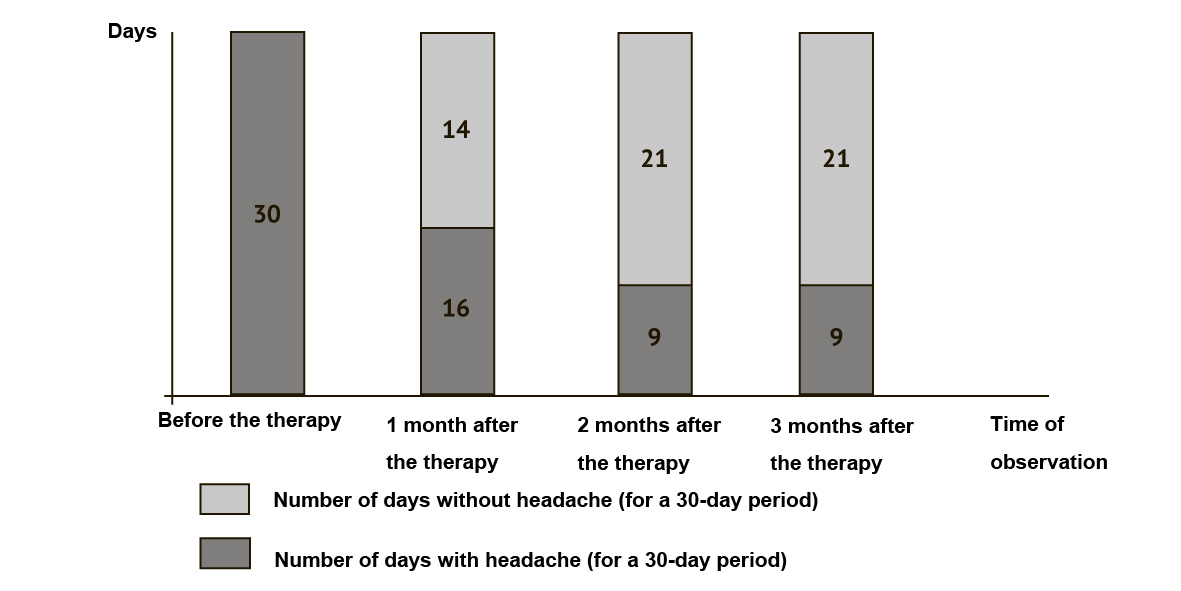 Days
30
14
16
21
9
21
9
Before the therapy
1 month after
the therapy
2 months after
the therapy
3 months after
the therapy
Time of
observation
Number of days without headache (for a 30-day period)
Number of days with headache (for a 30-day period)